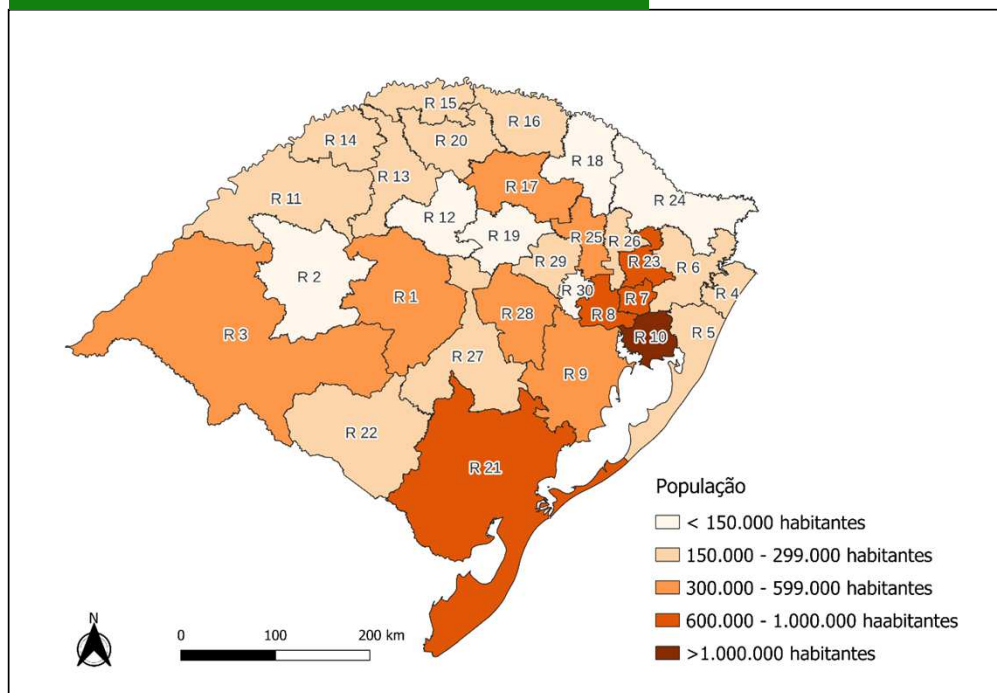 R 15
R 16
R 14
R 20
R 18
R 13
R 17
R 11
R 24
R 12
R 19
R 25
R 26
R 29
R 23
R 6
R 2
R 30
R 4
R 1
R 7
R 28
R 8
R 3
R 10
R 5
R 27
R 9
R 22
R 21
População
< 150.000 habitantes
150.000 - 299.000 habitantes
300.000 - 599.000 habitantes
600.000 - 1.000.000 haabitantes
>1.000.000 habitantes
N
0 100 200 km